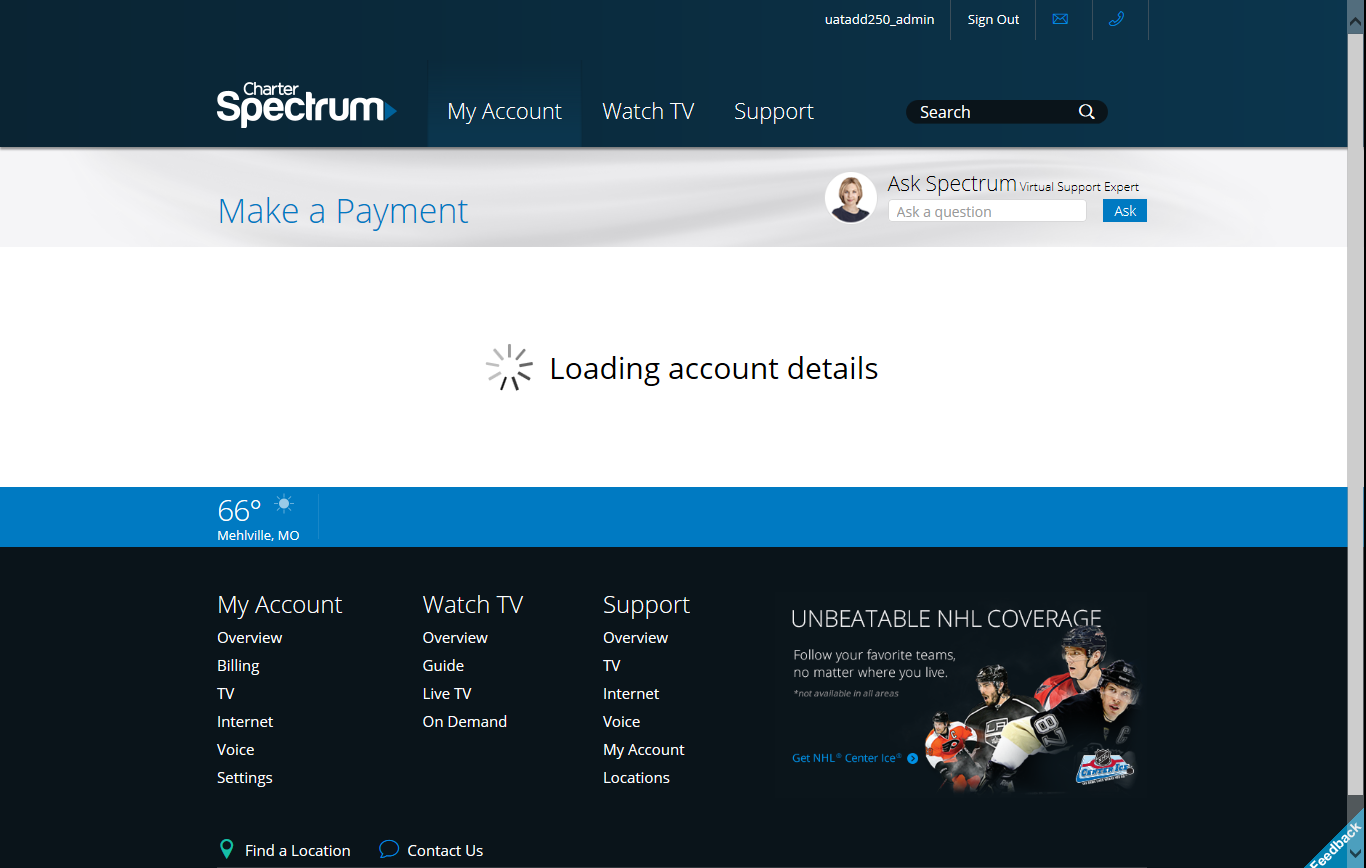 uatadd250_admin Sign Out
Charter
Spectrum
My Account Watch TV Support Search
Make a Payment
Ask Spectrum Virtual Support Expert
Ask a question Ask
Loading account details
66°
Mehlville, MO
My Account
Overview
Billing
TV
Internet
Voice
Settings
Watch TV
Overview
Guide
Live TV
On Demand
Support
Overview
TV
Internet
Voice
My Account
Locations
UNBEATABLE NHL COVERAGE
Follow your favorite teams,
no matter where you live.
*not available in all areas
Get NHL® Center Ice®
87
CENTER ICE
Find a Location Contact Us
Feedback